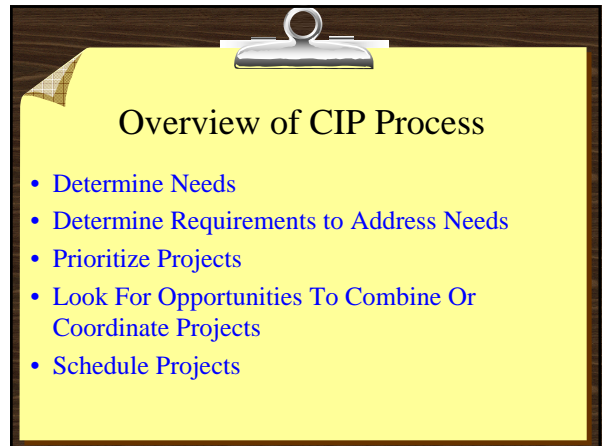 Overview of CIP Process
• Determine Needs
• Determine Requirements to Address Needs
• Prioritize Projects
• Look For Opportunities To Combine Or
Coordinate Projects
• Schedule Projects